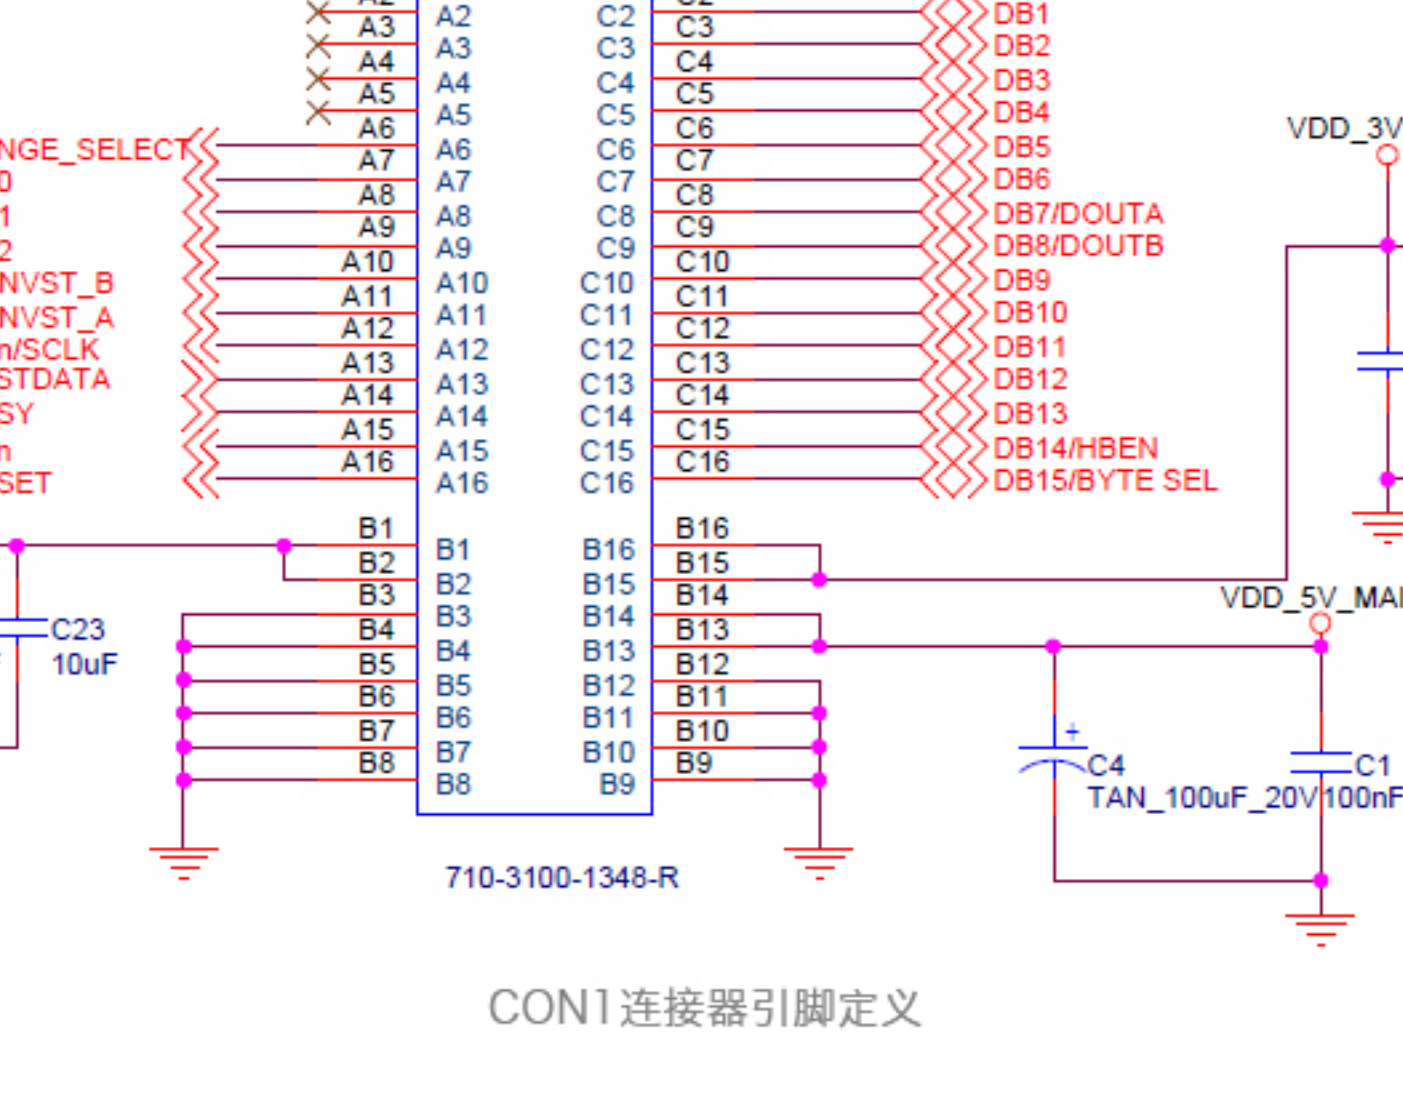 A2 C2 DB1
A3 A3 C3 C3 DB2
A4 A4 C4 C4 DB3
A5 A5 C5 C5 DB4
NGE_SELECT A6 A6 C6 C6 DB5
0 A7 A7 C7 C7 DB6
1 A8 A8 C8 C8 DB7/DOUTA
2 A9 A9 C9 C9 DB8/DOUTB
NVST_B A10 A10 C10 C10 DB9
NVST_A A11 A11 C11 C11 DB10
n/SCLK A12 A12 C12 C12 DB11
STDATA A13 A13 C13 C13 DB12
SY A14 A14 C14 C14 DB13
n A15 A15 C15 C15 DB14/HBEN
SET A16 A16 C16 C16 DB15/BYTE SEL
VDD_3V
B1 B1 B16 B16
B2 B2 B15 B15
B3 B3 B14 B14
B4 B4 B13 B13
B5 B5 B12 B12
B6 B6 B11 B11
B7 B7 B10 B10
B8 B8 B9 B9
C23
10uF
VDD_5V_MAI
+
C4
TAN_100uF_20V
C1
100nF
710-3100-1348-R
CON1连接器引脚定义